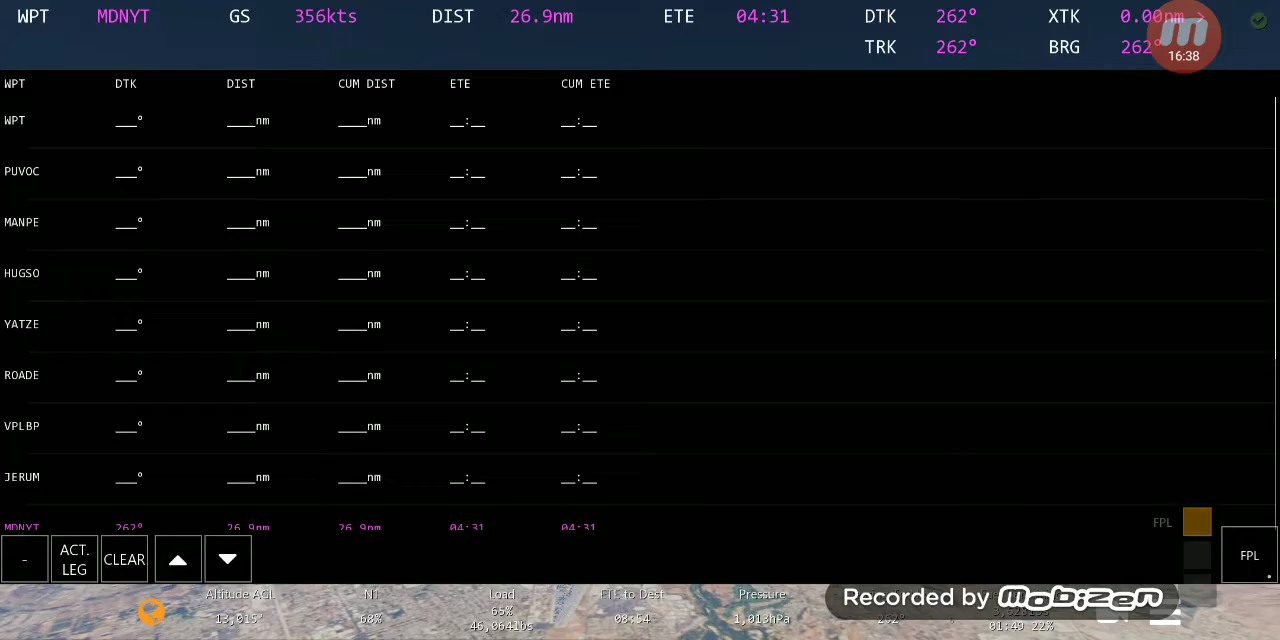 WPT MDNYT GS 356kts DIST 26.9nm ETE 04:31 DTK 262° XTK 0.00nm
TRK 262° BRG 262°
16:38
WPT DTK DIST CUM DIST ETE CUM ETE
WPT ___° ____nm ____nm __:__ __:__
PUVOC ___° ____nm ____nm __:__ __:__
MANPE ___° ____nm ____nm __:__ __:__
HUGSO ___° ____nm ____nm __:__ __:__
YATZE ___° ____nm ____nm __:__ __:__
ROADE ___° ____nm ____nm __:__ __:__
VPLBP ___° ____nm ____nm __:__ __:__
JERUM ___° ____nm ____nm __:__ __:__
MDNYT 262° 26.9nm 26.9nm 04:31 04:31
FPL
- ACT. LEG CLEAR ▲ ▼ FPL
Altitude AGL N1 Load ETE to Dest Pressure
13,015' 68% 65% 08:54 1,013hPa 262°
46,064lbs 01:49 22%
Recorded by mobizen